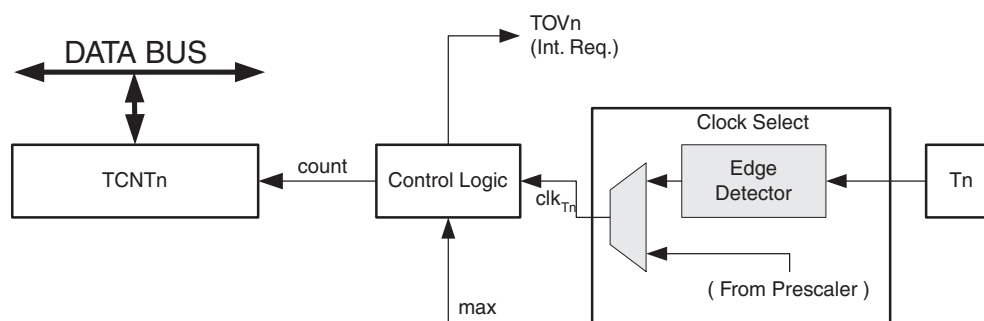 TOVn
(Int. Req.)
DATA BUS
Clock Select
TCNTn
count
Control Logic
clkTn
Edge
Detector
Tn
( From Prescaler )
max